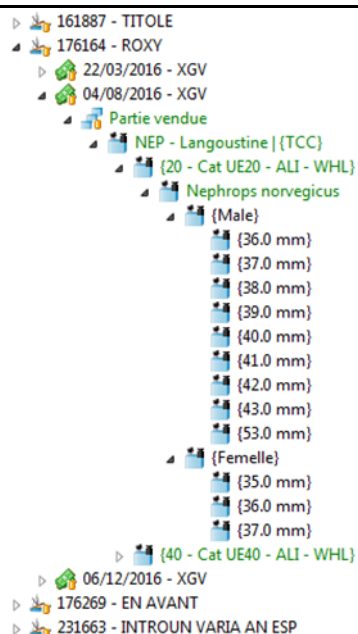 161887 - TITOLE
176164 - ROXY
22/03/2016 - XGV
04/08/2016 - XGV
Partie vendue
NEP - Langoustine | {TCC}
{20 - Cat UE20 - ALI - WHL}
Nephrops norvegicus
{Male}
{36.0 mm}
{37.0 mm}
{38.0 mm}
{39.0 mm}
{40.0 mm}
{41.0 mm}
{42.0 mm}
{43.0 mm}
{53.0 mm}
{Femelle}
{35.0 mm}
{36.0 mm}
{37.0 mm}
{40 - Cat UE40 - ALI - WHL}
06/12/2016 - XGV
176269 - EN AVANT
231663 - INTROUN VARIA AN ESP